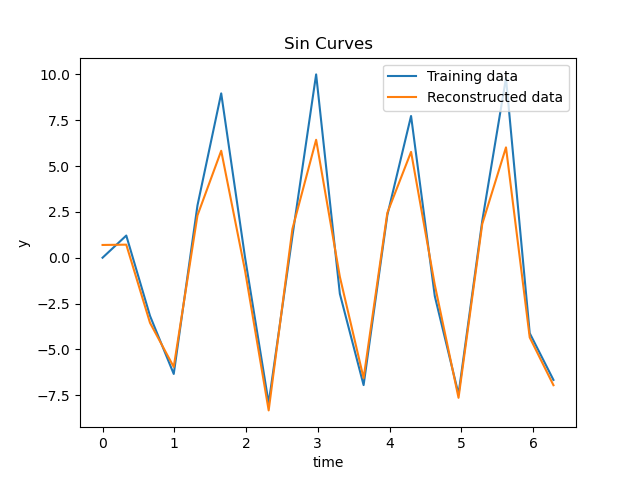 Sin Curves
Training data
Reconstructed data
10.0
7.5
5.0
2.5
0.0
−2.5
−5.0
−7.5
y
0 1 2 3 4 5 6
time